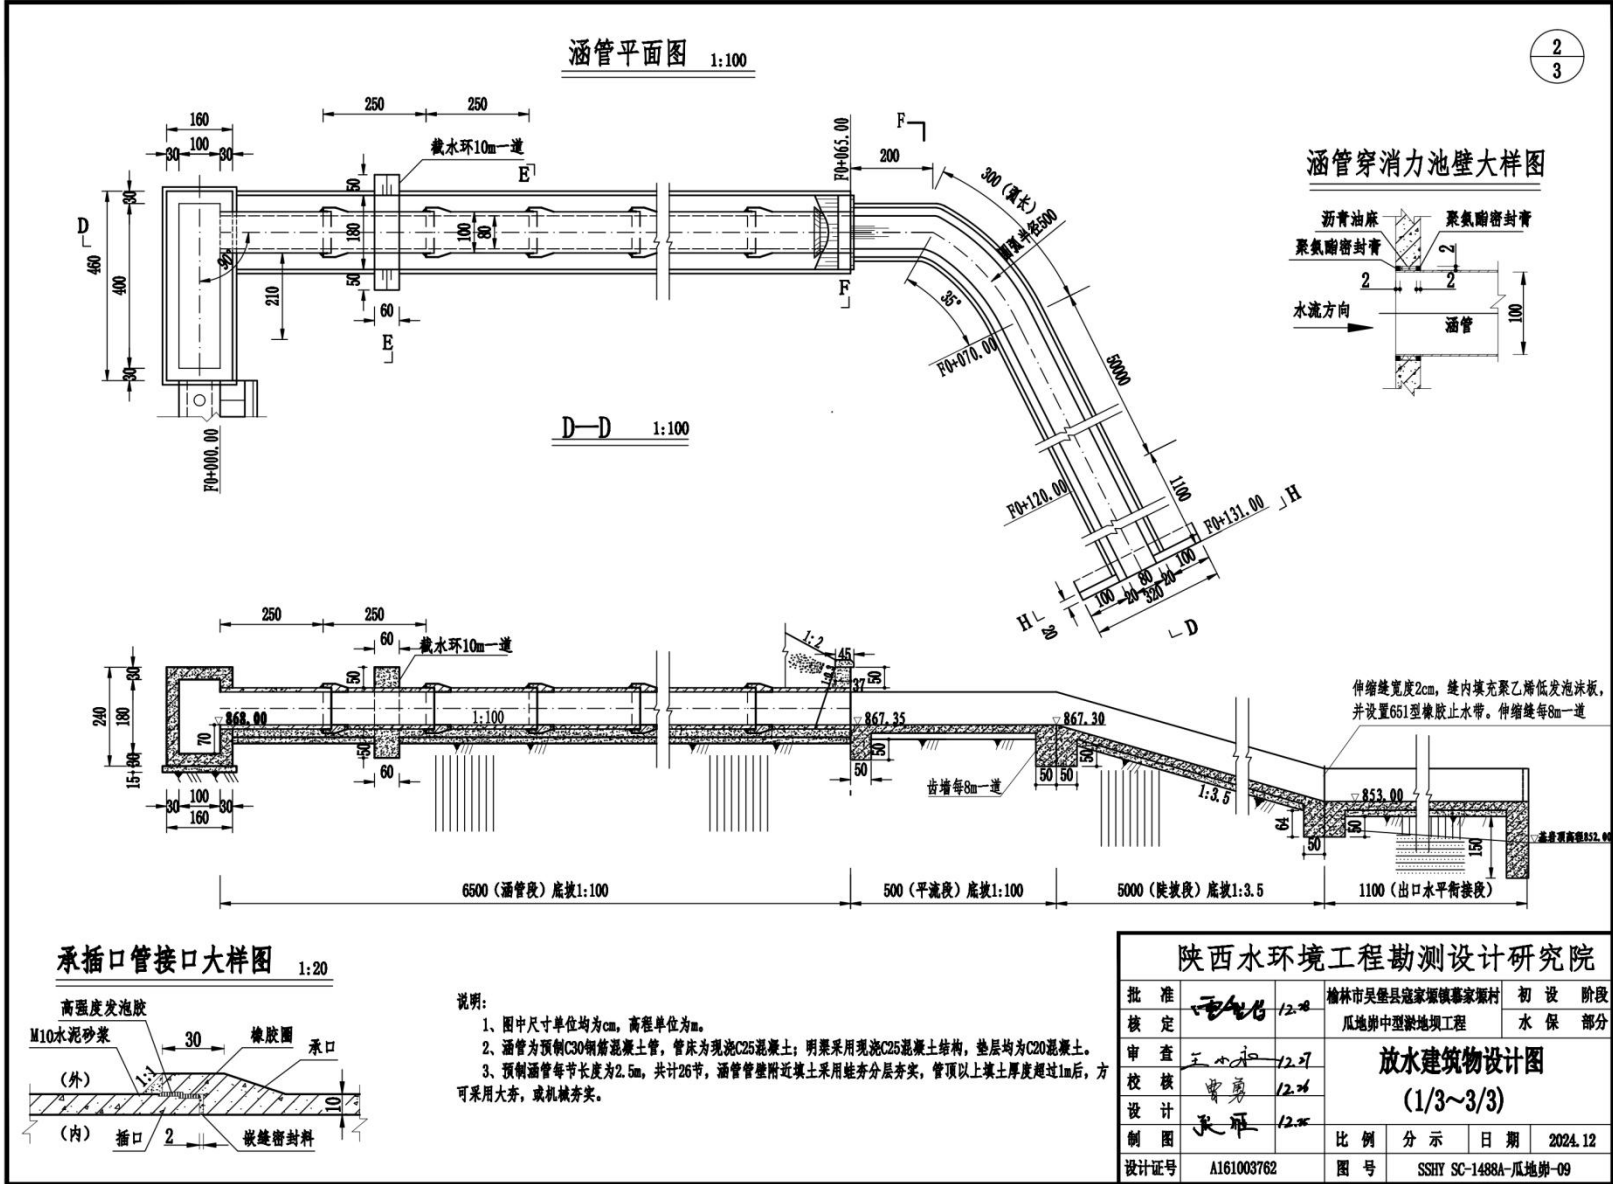 涵管平面图 1:100
2
3
160
30 100 30
250 250
截水环10m一道
E
50
180
50
60
E
100
80
30
400
30
460
D
90°
210
F0+000.00
F0+065.00
F
200
F
300（弧长）
圆弧半径500
35°
F0+070.00
5000
F0+120.00
1100
F0+131.00
H
H
20
100 20 80 20 100
320
D
涵管穿消力池壁大样图
沥青油麻 聚氨酯密封膏
聚氨酯密封膏
2
2 2
水流方向
涵管
100
D—D 1:100
250 250
60
截水环10m一道
50
30
180
30
15
240
70
868.00
1:100
50
60
30 100 30
160
1:2
45
37
50
867.35
50
50
867.30
齿墙每8m一道
50 50
50
1:3.5
64
50
50
853.00
150
基岩顶高程852.00
伸缩缝宽度2cm，缝内填充聚乙烯低发泡沫板，
并设置651型橡胶止水带。伸缩缝每8m一道
6500（涵管段）底坡1:100
500（平流段）底坡1:100
5000（陡坡段）底坡1:3.5
1100（出口水平衔接段）
承插口管接口大样图 1:20
高强度发泡胶
M10水泥砂浆
30
橡胶圈
承口
1:1
（外）
（内）
插口
2
嵌缝密封料
10
说明：
1、图中尺寸单位均为cm，高程单位为m。
2、涵管为预制C30钢筋混凝土管，管床为现浇C25混凝土；明渠采用现浇C25混凝土结构，垫层均为C20混凝土。
3、预制涵管每节长度为2.5m，共计26节，涵管管壁附近填土采用蛙夯分层夯实，管顶以上填土厚度超过1m后，方
可采用大夯，或机械夯实。
陕西水环境工程勘测设计研究院
批准 12.28
核定
审查 12.27
校核 12.26
设计 12.25
制图
榆林市吴堡县寇家塬镇慕家塬村
瓜地峁中型淤地坝工程
初设 阶段
水保 部分
放水建筑物设计图
(1/3～3/3)
比例 分示 日期 2024.12
设计证号 A161003762 图号 SSHY SC-1488A-瓜地峁-09